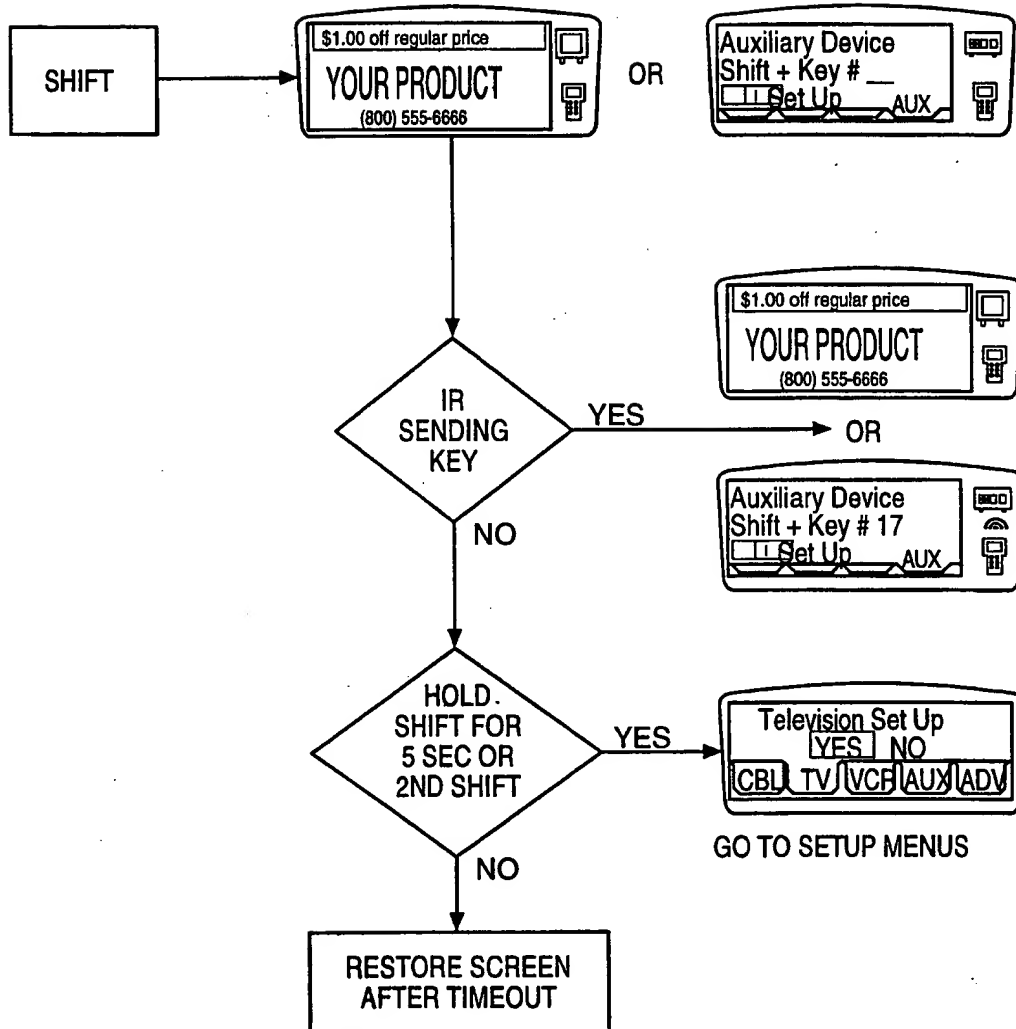 SHIFT
$1.00 off regular price
YOUR PRODUCT
(800) 555-6666
OR
Auxiliary Device
Shift + Key # __
Set Up AUX
$1.00 off regular price
YOUR PRODUCT
(800) 555-6666
IR
SENDING
KEY
YES
OR
Auxiliary Device
Shift + Key # 17
Set Up AUX
NO
HOLD
SHIFT FOR
5 SEC OR
2ND SHIFT
YES
Television Set Up
YES NO
CBL TV VCR AUX ADV
GO TO SETUP MENUS
NO
RESTORE SCREEN
AFTER TIMEOUT